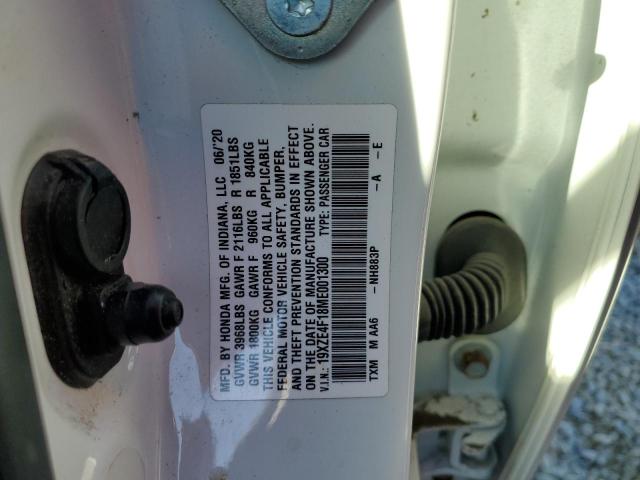 MFD. BY HONDA MFG. OF INDIANA, LLC 06/'20
GVWR 3968LBS GAWR F 2116LBS R 1851LBS
GVWR 1800KG GAWR F 960KG R 840KG
THIS VEHICLE CONFORMS TO ALL APPLICABLE
FEDERAL MOTOR VEHICLE SAFETY, BUMPER,
AND THEFT PREVENTION STANDARDS IN EFFECT
ON THE DATE OF MANUFACTURE SHOWN ABOVE.
V.I.N.: 19XZE4F18ME001300 TYPE: PASSENGER CAR
TXM M AA6 –NH883P –A –E